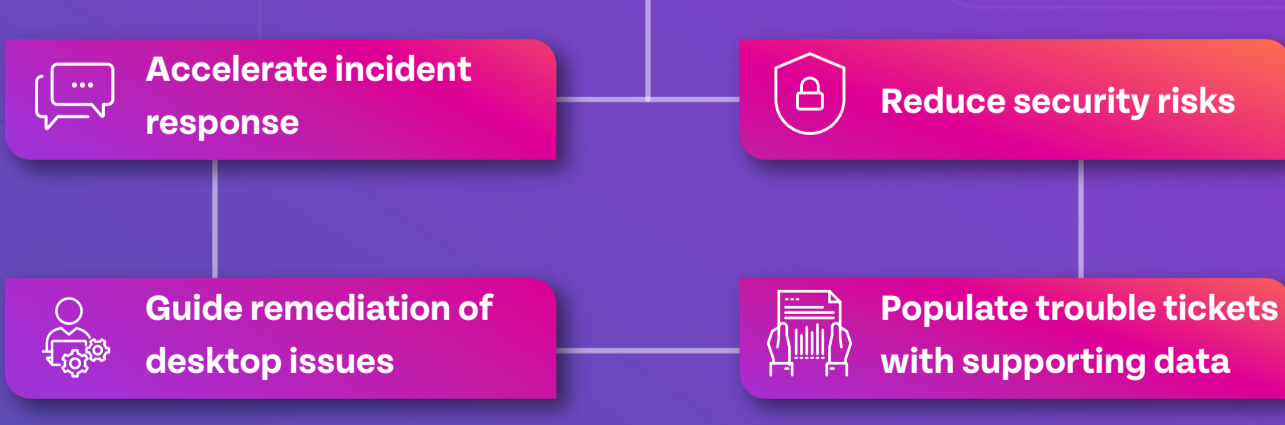 Accelerate incident
response
Reduce security risks
Guide remediation of
desktop issues
Populate trouble tickets
with supporting data